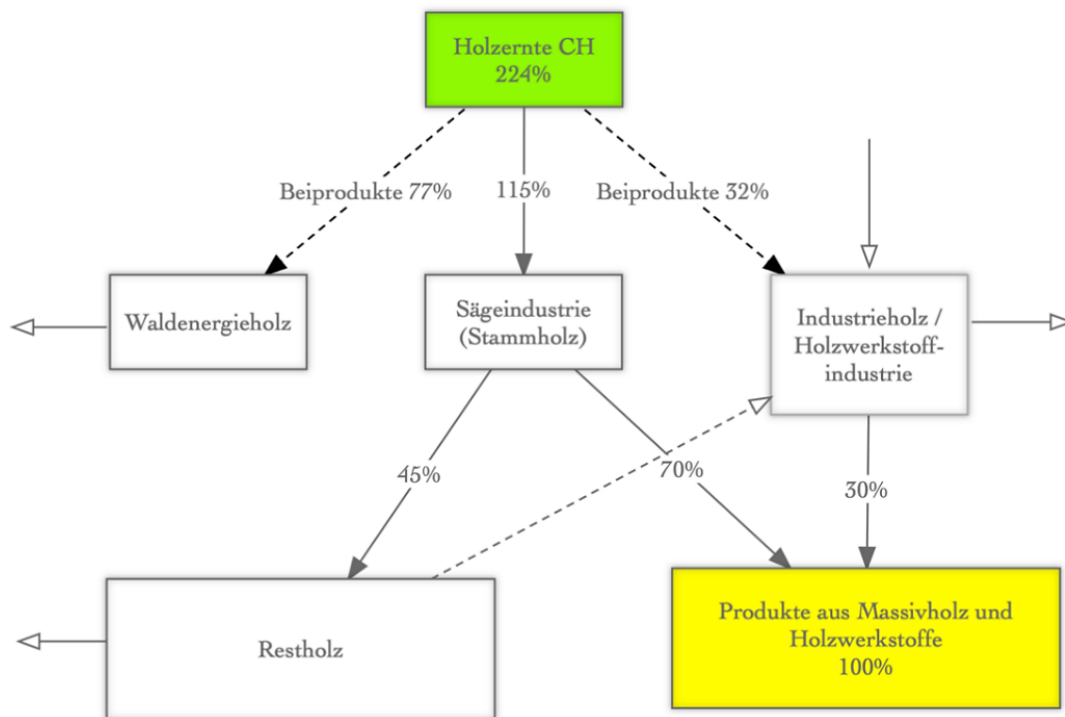 Holzernte CH
224%
Beiprodukte 77%
115%
Beiprodukte 32%
Waldenergieholz
Sägeindustrie
(Stammholz)
Industrieholz /
Holzwerkstoff-
industrie
45%
70%
30%
Restholz
Produkte aus Massivholz und
Holzwerkstoffe
100%